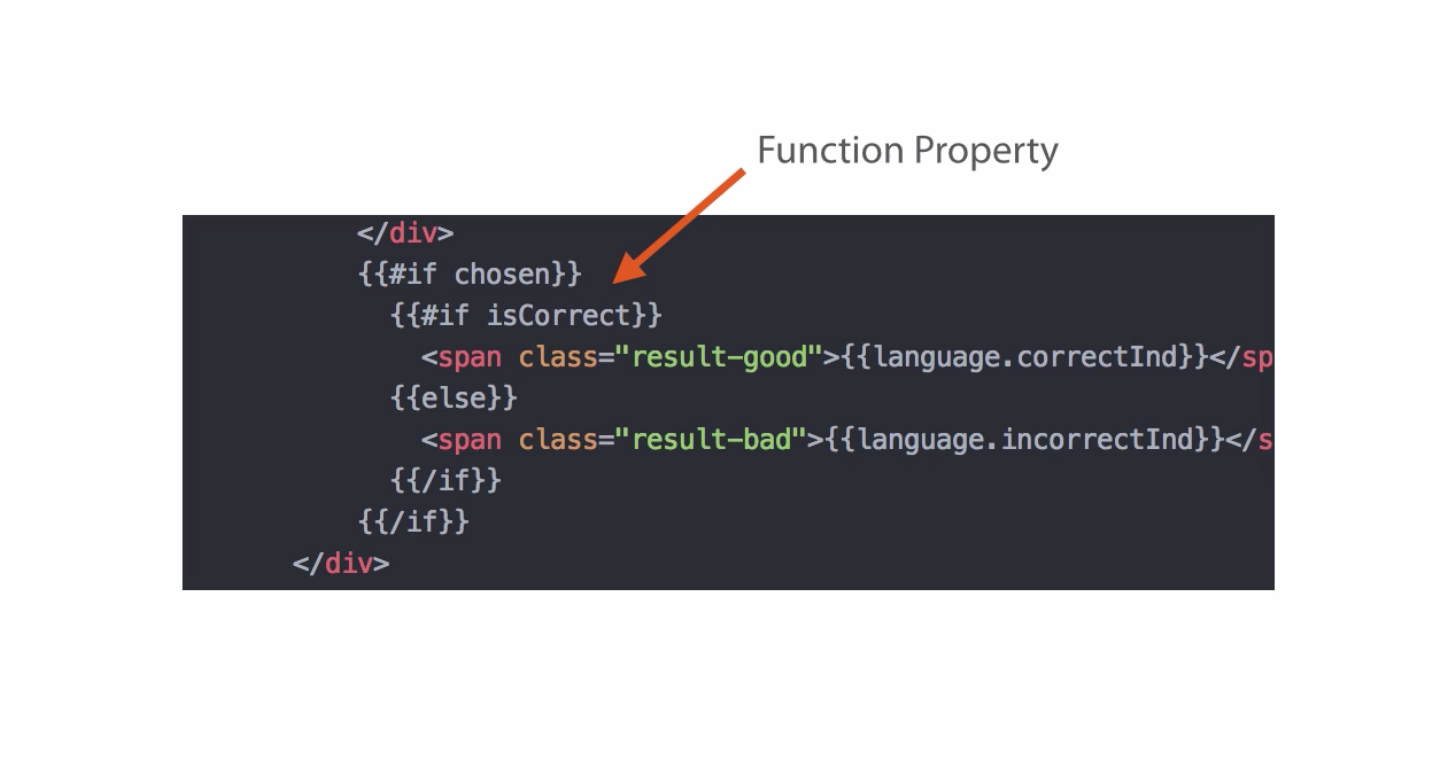 Function Property
</div>
{{#if chosen}}
{{#if isCorrect}}
<span class="result-good">{{language.correctInd}}</sp
{{else}}
<span class="result-bad">{{language.incorrectInd}}</s
{{/if}}
{{/if}}
</div>